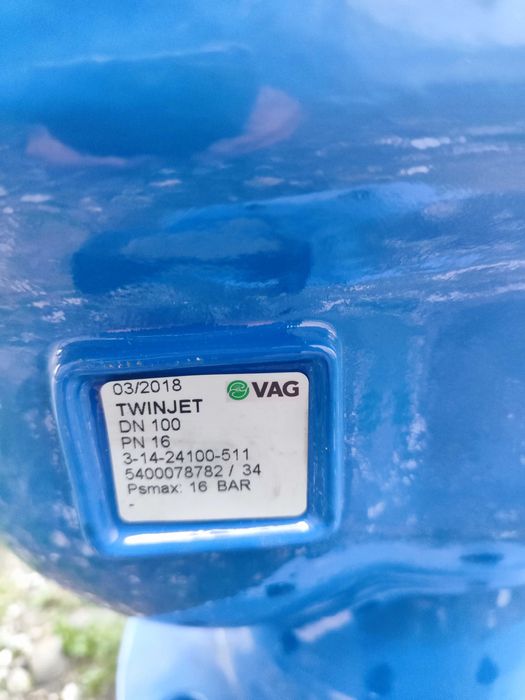 03/2018
VAG
TWINJET
DN 100
PN 16
3-14-24100-511
5400078782 / 34
Psmax: 16 BAR
-